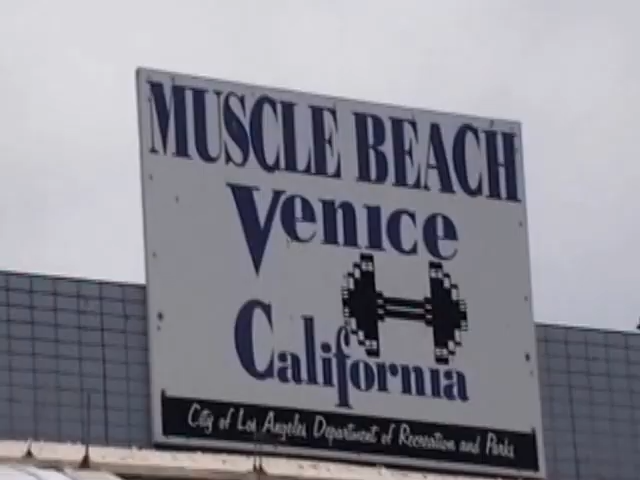 MUSCLE BEACH
Venice
California
City of Los Angeles Department of Recreation and Parks